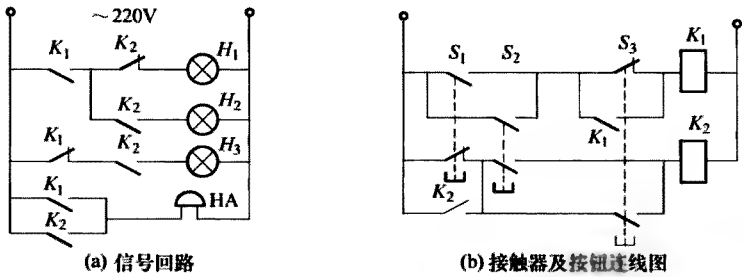 ~220V
K₁
K₂
H₁
K₂
H₂
K₁
K₂
H₃
K₁
HA
K₂
(a) 信号回路
S₁
S₂
S₃
K₁
K₁
K₂
K₂
(b) 接触器及按钮连线图